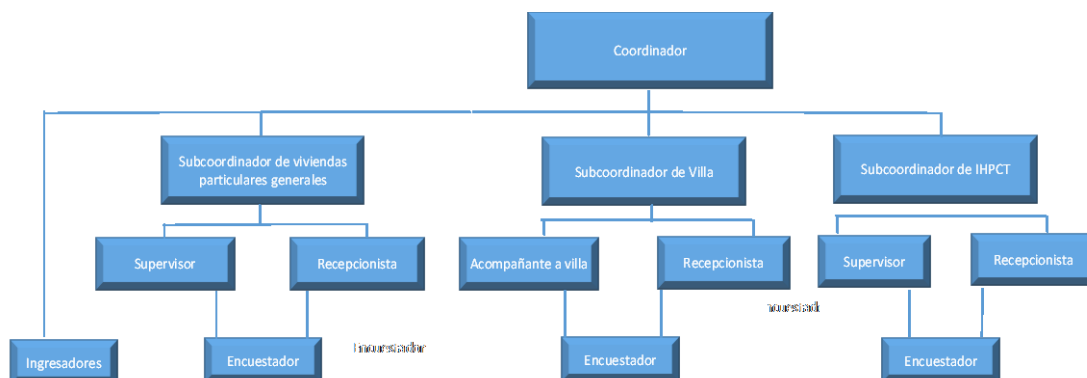 Coordinador
Subcoordinador de viviendas
particulares generales
Subcoordinador de Villa
Subcoordinador de IHPCT
Supervisor
Recepcionista
Acompañante a villa
Recepcionista
Supervisor
Recepcionista
Ingresadores
Encuestador
Encuestador
Encuestador
Encuestador